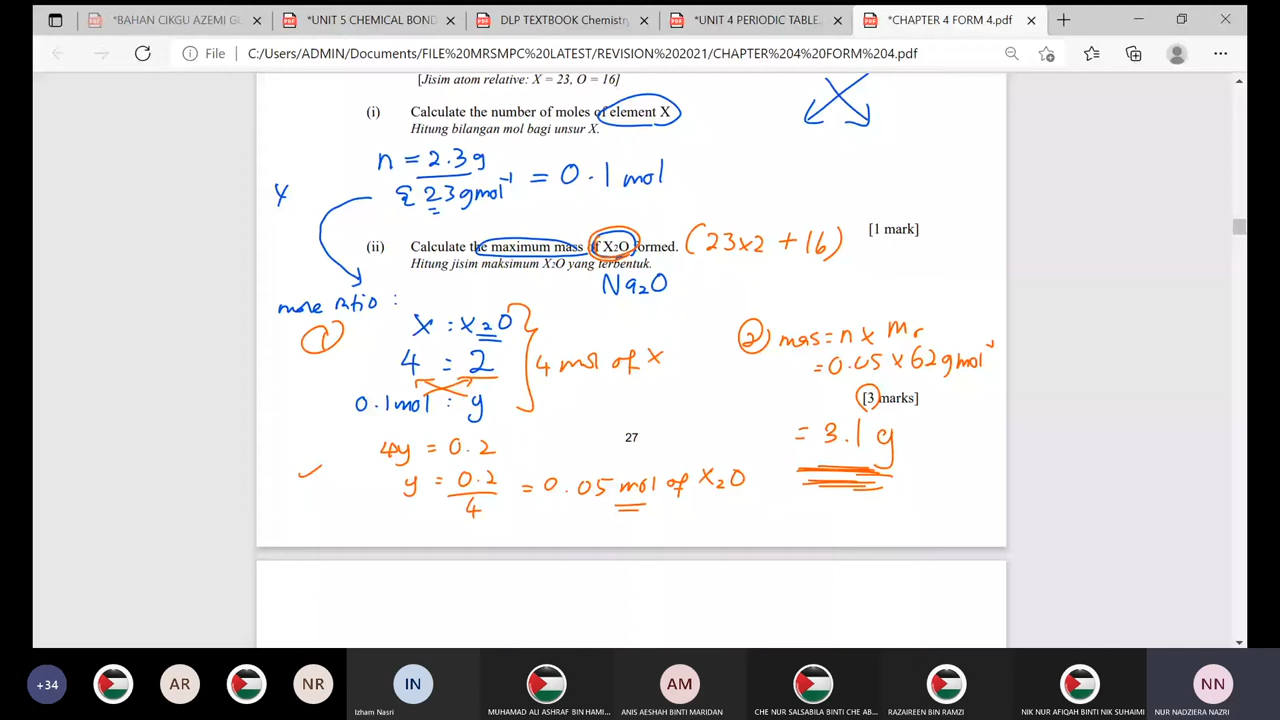 *BAHAN CIKGU AZEMI G
*UNIT 5 CHEMICAL BOND
DLP TEXTBOOK Chemistry
*UNIT 4 PERIODIC TABLE
*CHAPTER 4 FORM 4.pdf
File
C:/Users/ADMIN/Documents/FILE%20MRSMPC%20LATEST/REVISION%202021/CHAPTER%204%20FORM%204.pdf
[Jisim atom relative: X = 23, O = 16]
(i) Calculate the number of moles of element X
Hitung bilangan mol bagi unsur X.
n = 2.3g
23gmol⁻¹ = 0.1 mol
[1 mark]
(ii) Calculate the maximum mass if X2O formed. (23x2 + 16)
Hitung jisim maksimum X2O yang terbentuk.
Na₂O
more ratio :
①
X : X₂O
4 = 2
4 mol of X
0.1mol : y
4y = 0.2
y = 0.2
4
= 0.05 mol of X₂O
② mas = n x Mr
= 0.05 x 62gmol⁻¹
[3 marks]
= 3.1 g
27
+34
AR
NR
IN
AM
NN
Izham Nasri
MUHAMAD ALI ASHRAF BIN HAMI...
ANIS AEESHAH BINTI MARIDAN
CHE NUR SALSABILA BINTI CHE AB...
RAZAIREEN BIN RAMZI
NIK NUR AFIQAH BINTI NIK SUHAIMI
NUR NADZIERA NAZRI